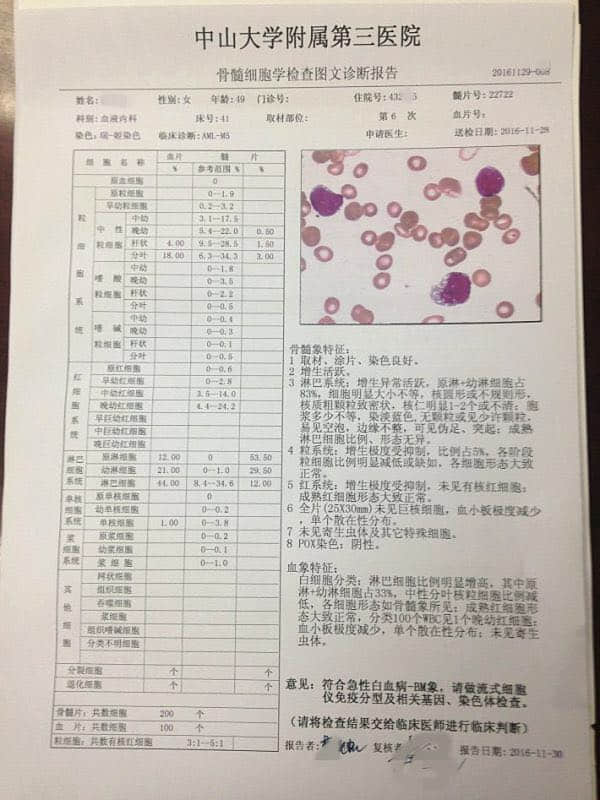 中山大学附属第三医院
骨髓细胞学检查图文诊断报告 20161129-008
姓名: 性别:女 年龄:49 门诊号: 住院号:432 5 髓片号:22722
科别:血液内科 床号:41 取材部位: 第 6 次 血片号:
染色:瑞-姬染色 临床诊断:AML-M5 申请医生: 送检日期:2016-11-28
细 胞 名 称 血片 髓 片
% 参考范围 % %
原血细胞 0
粒细胞系统
原粒细胞 0--1.9
早幼粒细胞 0.2--3.2
中性粒细胞 中幼 3.1--17.5
晚幼 5.4--22.0 0.50
杆状 4.00 9.5--28.5 1.50
分叶 18.00 6.3--34.3 3.00
嗜酸粒细胞 中幼 0--1.8
晚幼 0--3.5
杆状 0--2.2
分叶 0--0.5
嗜碱粒细胞 中幼 0--0.4
晚幼 0--0.3
杆状 0--0.1
分叶 0--0.5
红细胞系统
原红细胞 0--0.6
早幼红细胞 0--2.8
中幼红细胞 3.5--14.0
晚幼红细胞 4.4--24.2
早巨红细胞
中巨红细胞
晚巨红细胞
淋巴细胞系统
原淋细胞 12.00 0 53.50
幼淋细胞 21.00 0--1.0 29.50
淋巴细胞 44.00 8.4--34.6 12.00
单核细胞系统
原单核细胞 0
幼单核细胞 0--0.2
单核细胞 1.00 0--3.8
浆细胞系统
原浆细胞 0--0.2
幼浆细胞 0--0.1
浆 细 胞 0--1.0
其他细胞
网状细胞
组织细胞
吞噬细胞
浆细胞
组织嗜碱细胞
分类不明细胞
分裂细胞 个 个
退化细胞 个 个
骨髓片: 共数细胞 200 个
血 片: 共数细胞 100 个
粒细胞: 共数有核红细胞 3:1--5:1
骨髓象特征:
1 取材、涂片、染色良好。
2 增生活跃。
3 淋巴系统: 增生异常活跃, 原淋+幼淋细胞占
83%, 细胞明显大小不等, 核圆形或不规则形,
核质粗颗粒致密状, 核仁明显1-2个或不清; 胞
浆多少不等, 染淡蓝色, 无颗粒或见少许颗粒,
易见空泡, 边缘不整, 可见伪足、突起; 成熟
淋巴细胞比例、形态无异。
4 粒系统: 增生极度受抑制, 比例占5%, 各阶段
粒细胞比例明显减低或缺如, 各细胞形态大致
正常。
5 红系统: 增生极度受抑制, 未见有核红细胞;
成熟红细胞形态大致正常。
6 全片(25X30mm)未见巨核细胞, 血小板极度减少
, 单个散在性分布。
7 未见寄生虫体及其它特殊细胞。
8 POX染色: 阴性。
血象特征:
白细胞分类: 淋巴细胞比例明显增高, 其中原
淋+幼淋细胞占33%, 中性分叶核粒细胞比例减
低, 各细胞形态如骨髓象所见; 成熟红细胞形
态大致正常, 分类100个WBC见1个晚幼红细胞;
血小板极度减少, 单个散在性分布; 未见寄生
虫体。
意见: 符合急性白血病-BM象, 请做流式细胞
仪免疫分型及相关基因、染色体检查。
(请将检查结果交给临床医师进行临床判断)
报告者: 复核者 报告日期:2016-11-30